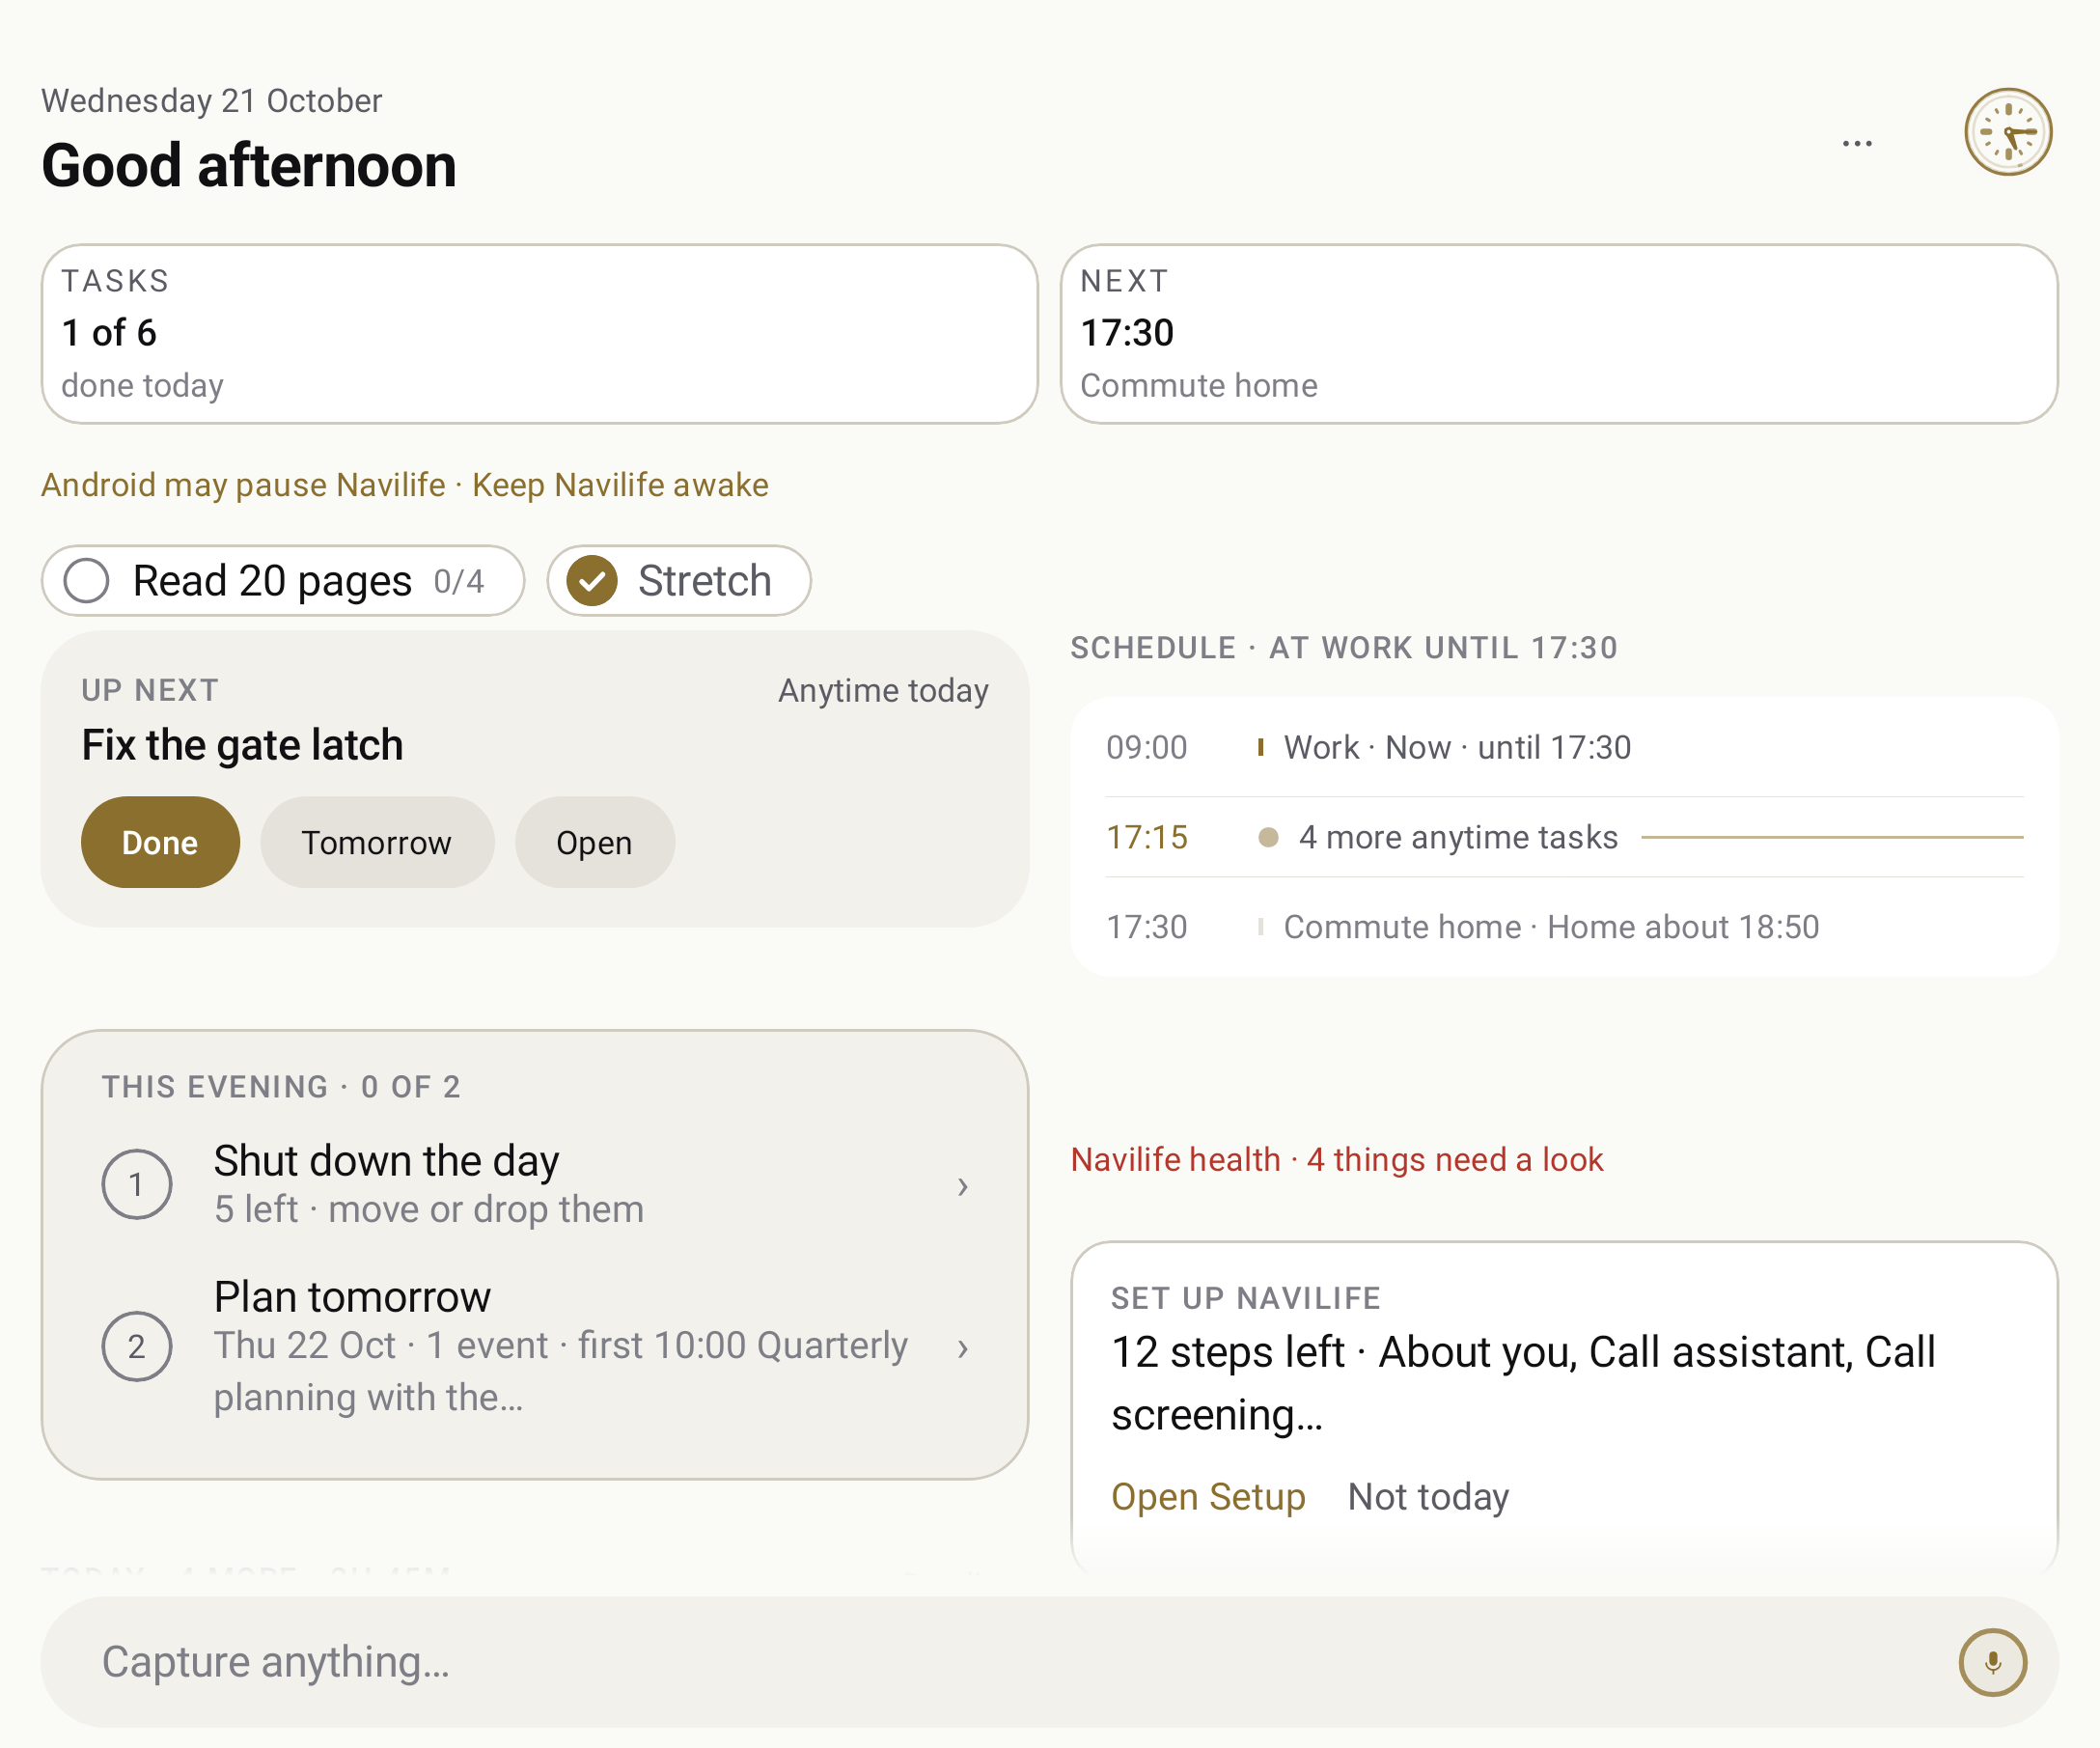 Wednesday 21 October
Good afternoon
...
TASKS
1 of 6
done today
NEXT
17:30
Commute home
Android may pause Navilife · Keep Navilife awake
Read 20 pages 0/4
Stretch
UP NEXT
Anytime today
Fix the gate latch
Done
Tomorrow
Open
SCHEDULE · AT WORK UNTIL 17:30
09:00 Work · Now · until 17:30
17:15 4 more anytime tasks
17:30 Commute home · Home about 18:50
THIS EVENING · 0 OF 2
1
Shut down the day
5 left · move or drop them
2
Plan tomorrow
Thu 22 Oct · 1 event · first 10:00 Quarterly
planning with the…
Navilife health · 4 things need a look
SET UP NAVILIFE
12 steps left · About you, Call assistant, Call
screening…
Open Setup
Not today
TODAY · 4 MORE
Capture anything…